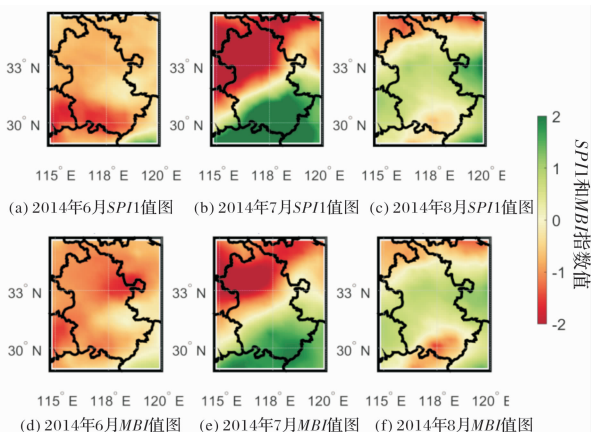 33° N
30° N
115° E
118° E
120° E
115° E
118° E
120° E
115° E
118° E
120° E
(a) 2014年6月SPI1值图
(b) 2014年7月SPI1值图
(c) 2014年8月SPI1值图
33° N
30° N
115° E
118° E
120° E
115° E
118° E
120° E
115° E
118° E
120° E
(d) 2014年6月MBI值图
(e) 2014年7月MBI值图
(f) 2014年8月MBI值图
33° N
30° N
33° N
30° N
33° N
30° N
33° N
30° N
2
1
0
-1
-2
SPI1和MBI指数值